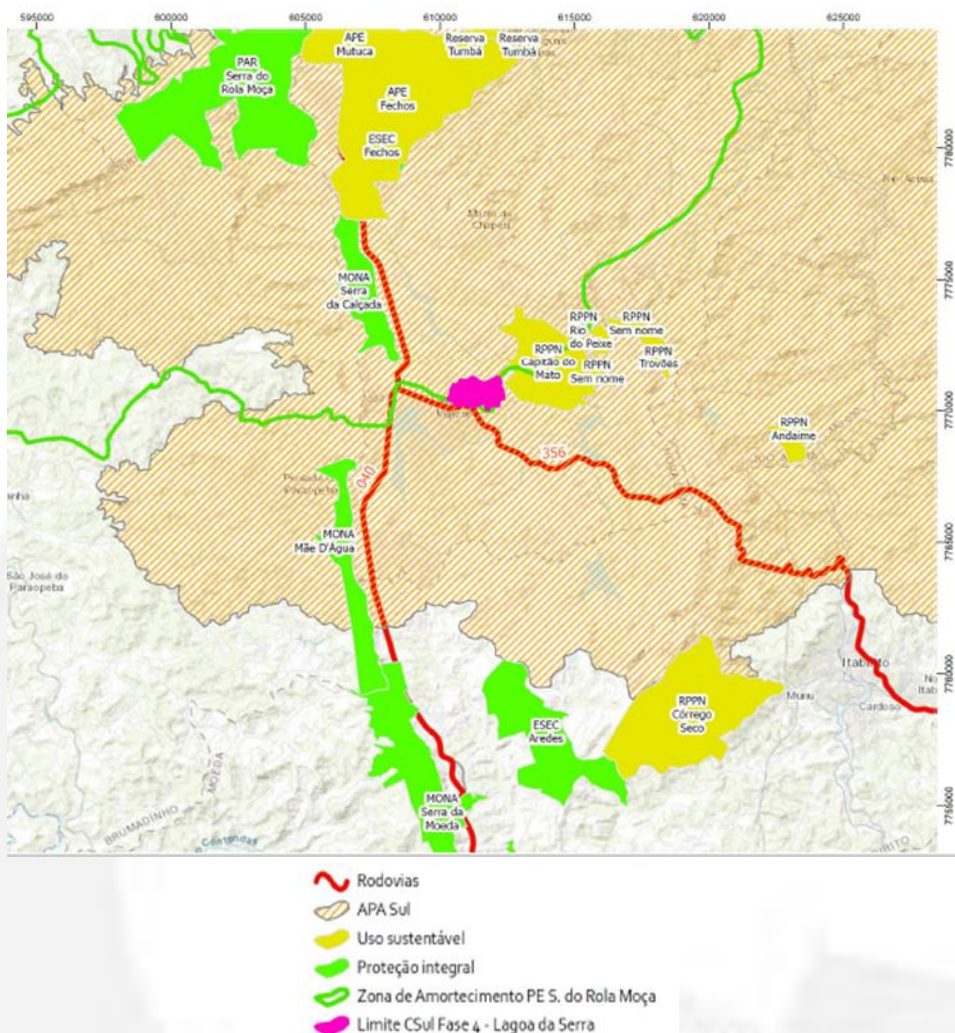 595000 600000 605000 610000 615000 620000 625000
APE
Mutuca
Reserva
Tumbá
Reserva
Tumbá
PAR
Serra do
Rola Moça
APE
Fechos
ESEC
Fechos
7780000
MONA
Serra
da Calçada
7775000
RPPN
Rio
do Peixe
RPPN
Sem nome
RPPN
Capitão do
Mato
RPPN
Sem nome
RPPN
Trovões
7770000
RPPN
Andaime
356
040
MONA
Mãe D'Água
7765000
São José do
Paraopeba
Itabirito
7760000
RPPN
Córrego
Seco
Cardoso
ESEC
Aredes
MOEDA
MONA
Serra da
Moeda
7755000
BRUMADINHO
Contendas
Rodovias
APA Sul
Uso sustentável
Proteção integral
Zona de Amortecimento PE S. do Rola Moça
Limite CSul Fase 4 - Lagoa da Serra